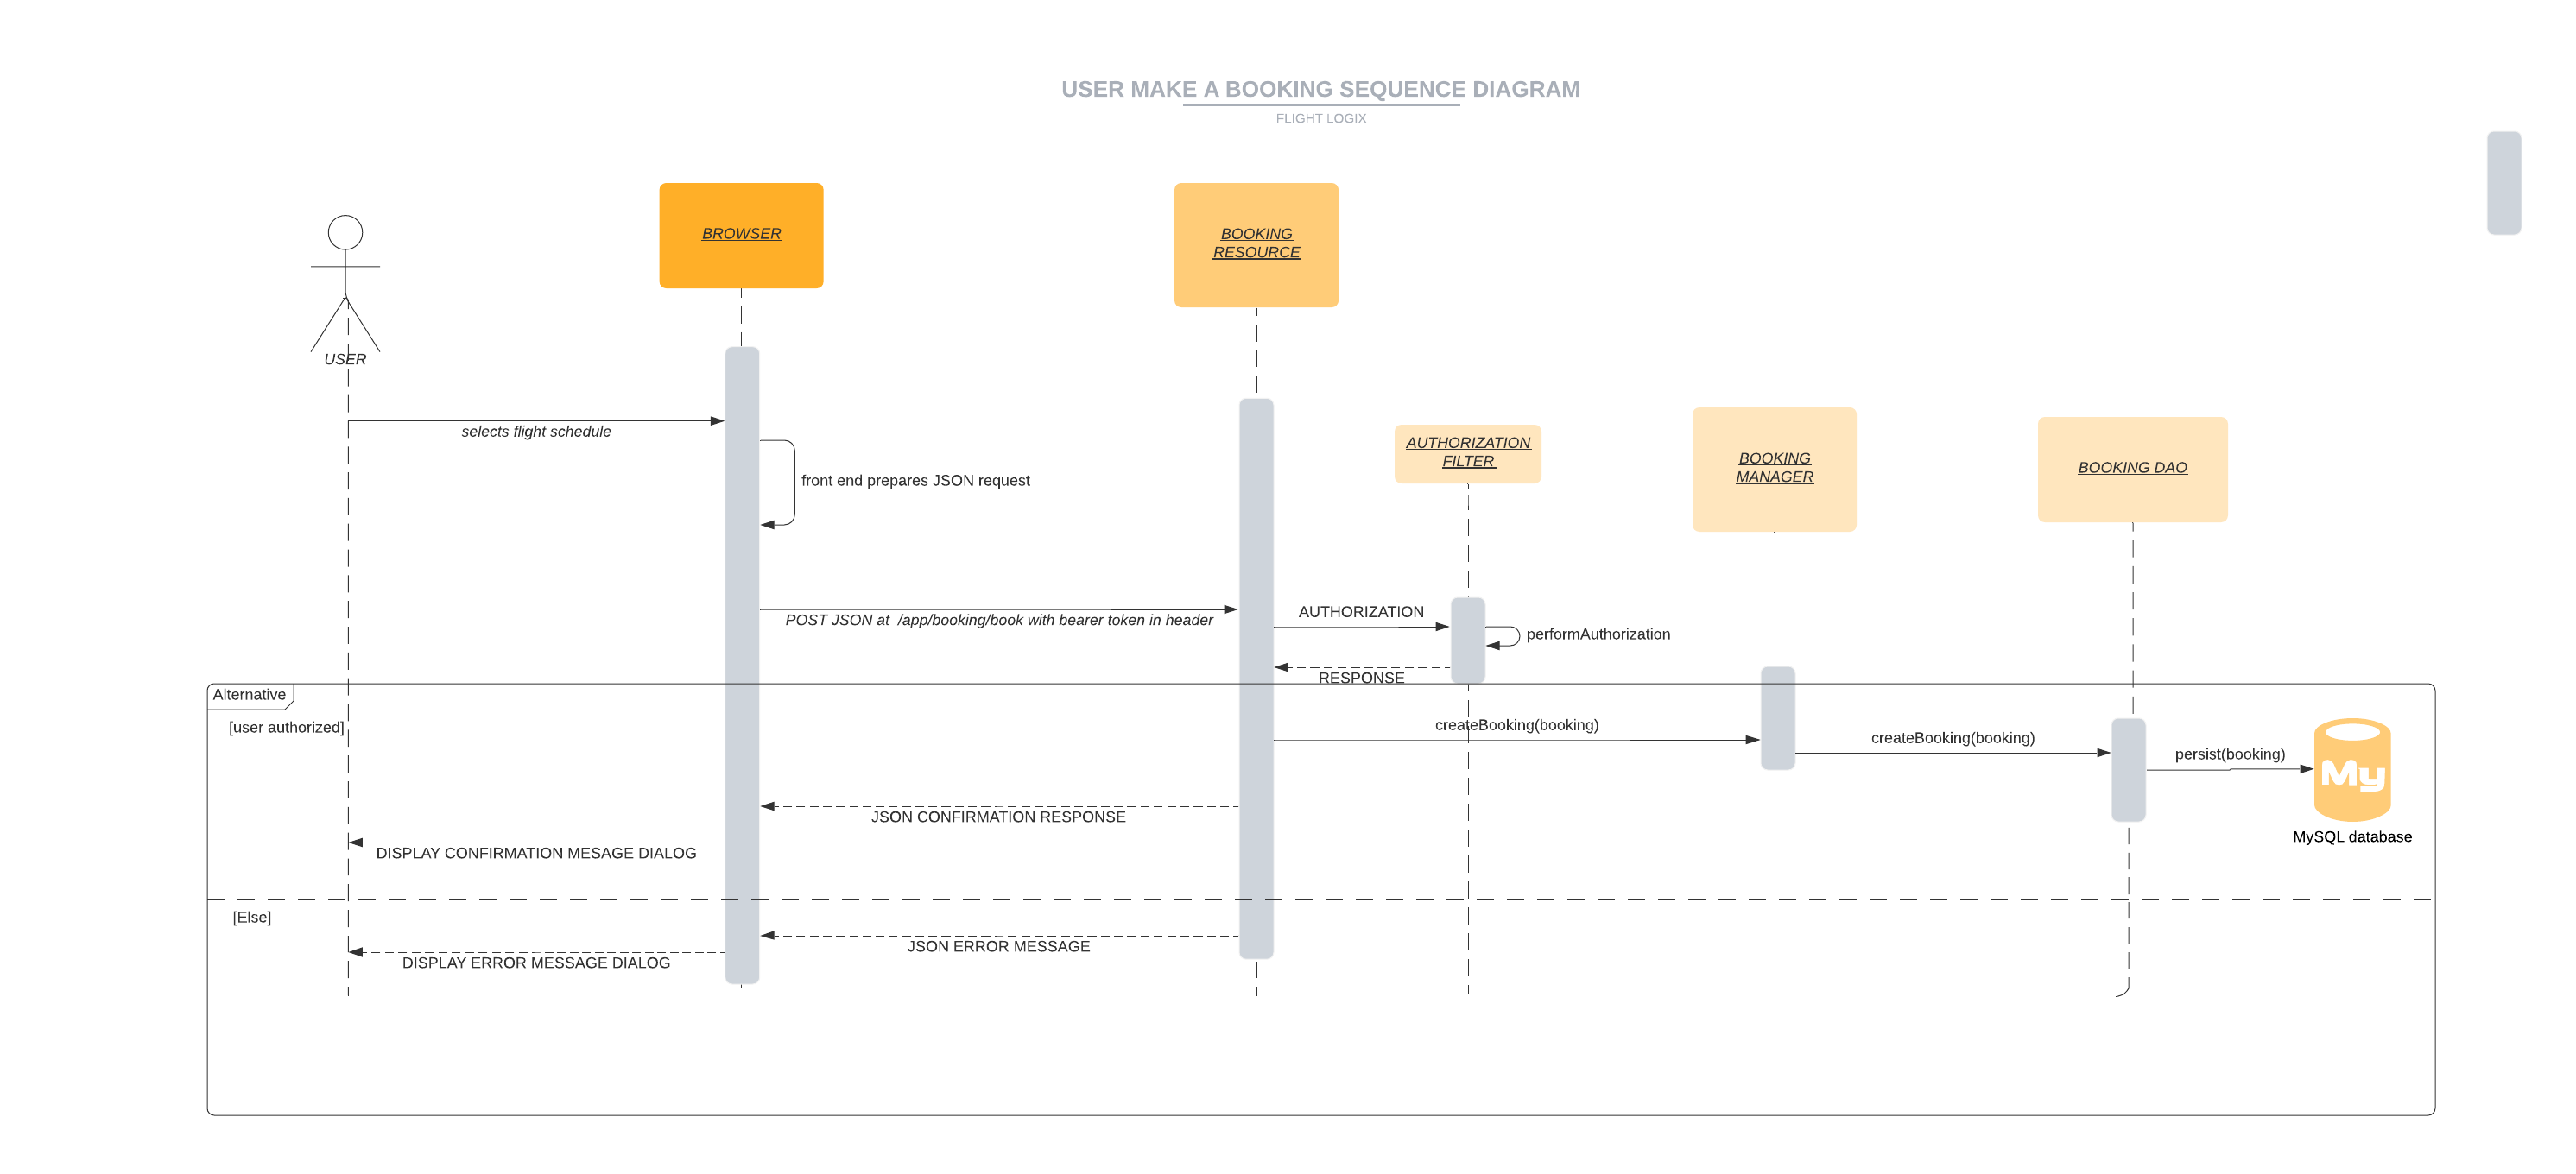 USER MAKE A BOOKING SEQUENCE DIAGRAM
FLIGHT LOGIX
BROWSER
BOOKING
RESOURCE
USER
selects flight schedule
AUTHORIZATION
FILTER
BOOKING
MANAGER
BOOKING DAO
front end prepares JSON request
POST JSON at /app/booking/book with bearer token in header
AUTHORIZATION
performAuthorization
RESPONSE
Alternative
[user authorized]
createBooking(booking)
createBooking(booking)
persist(booking)
My
MySQL database
JSON CONFIRMATION RESPONSE
DISPLAY CONFIRMATION MESAGE DIALOG
[Else]
JSON ERROR MESSAGE
DISPLAY ERROR MESSAGE DIALOG